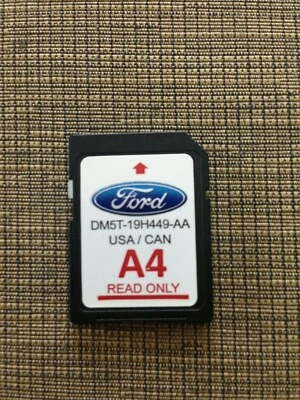 Ford
DM5T-19H449-AA
USA / CAN
A4
READ ONLY